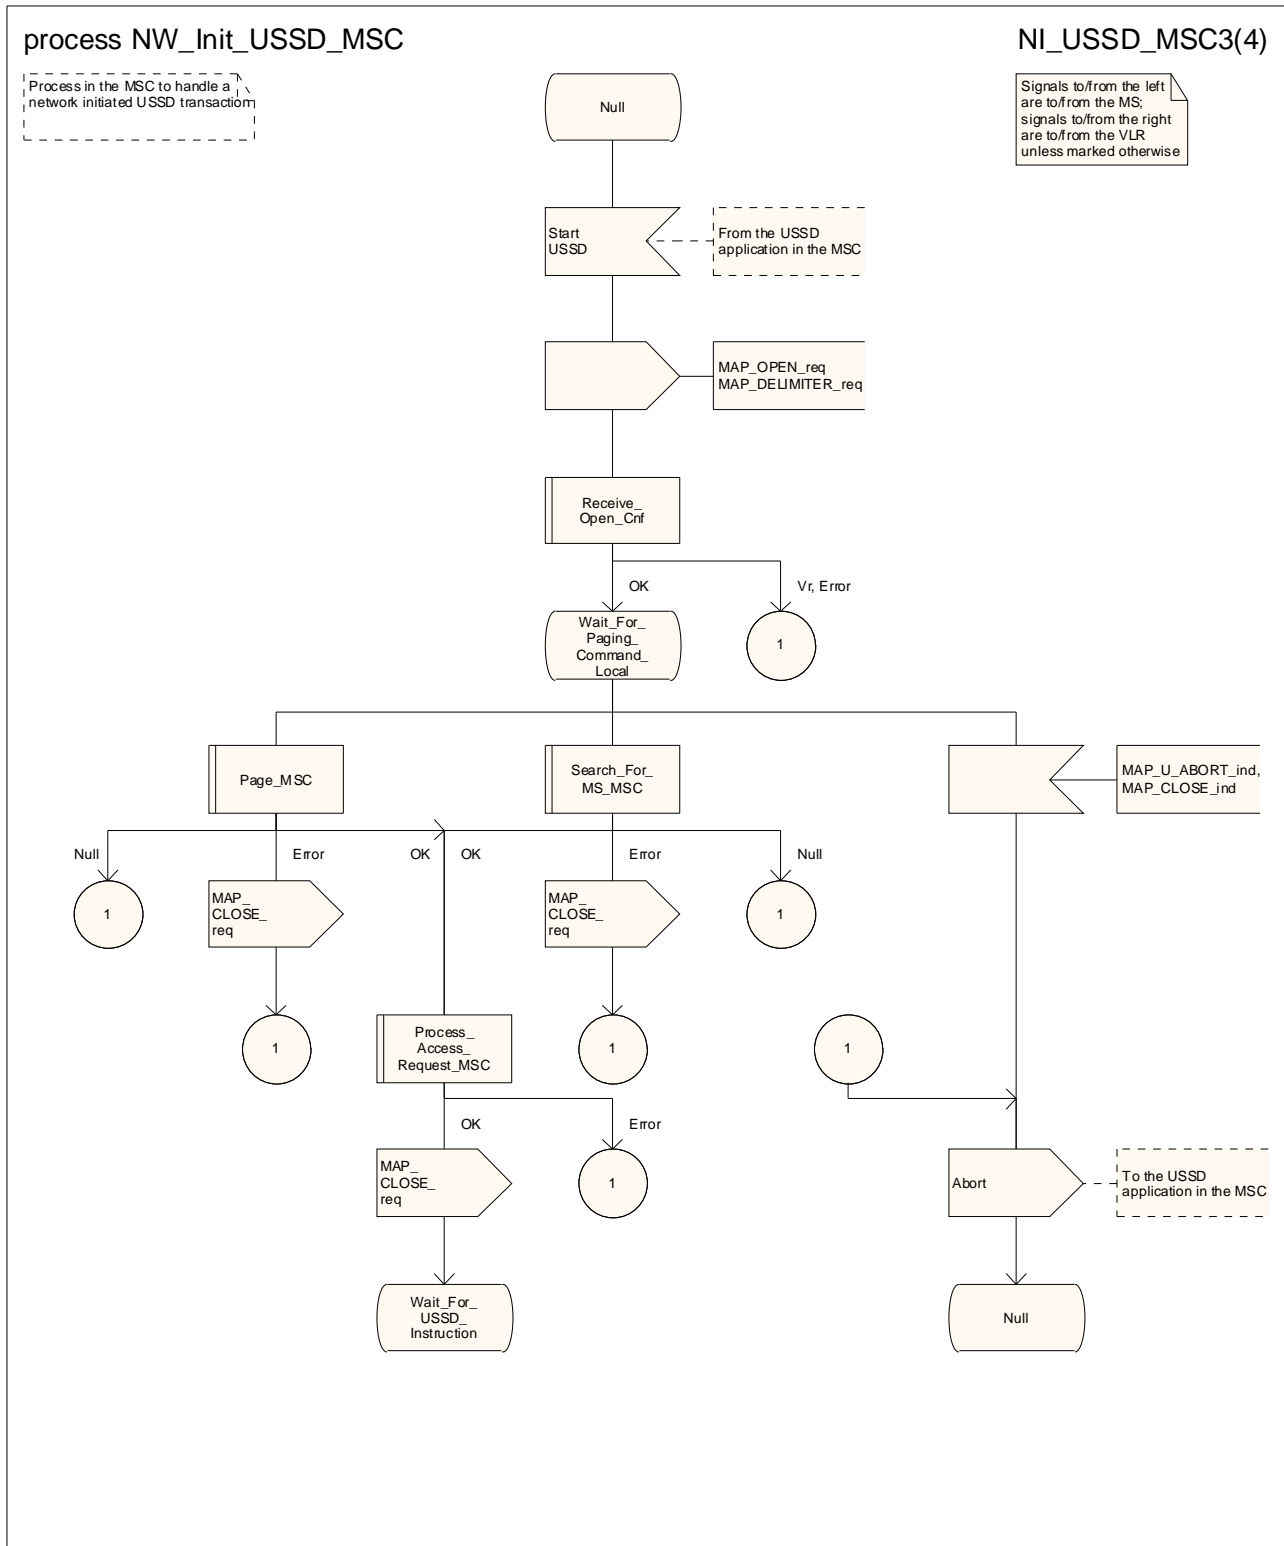 process NW_Init_USSD_MSC
NI_USSD_MSC3(4)
Process in the MSC to handle a
network initiated USSD transaction
Signals to/from the left
are to/from the MS;
signals to/from the right
are to/from the VLR
unless marked otherwise
Null
Start
USSD
From the USSD
application in the MSC
MAP_OPEN_req
MAP_DELIMITER_req
Receive_
Open_Cnf
OK
Vr, Error
Wait_For_
Paging_
Command_
Local
1
Page_MSC
Search_For_
MS_MSC
MAP_U_ABORT_ind,
MAP_CLOSE_ind
Null
Error
OK
OK
Error
Null
1
MAP_
CLOSE_
req
MAP_
CLOSE_
req
1
1
Process_
Access_
Request_MSC
1
1
OK
Error
MAP_
CLOSE_
req
1
Abort
To the USSD
application in the MSC
Wait_For_
USSD_
Instruction
Null